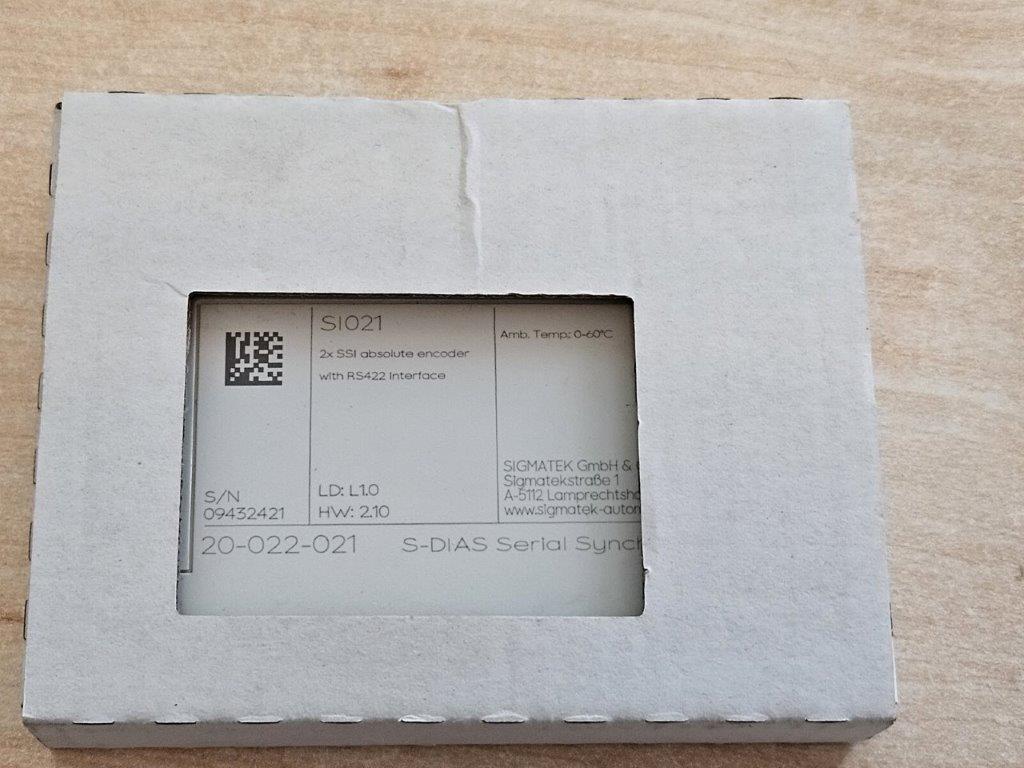 SI021
2x SSI absolute encoder
with RS422 Interface
Amb. Temp.: 0-60°C
S/N
09432421
LD: L1.0
HW: 2.10
SIGMATEK GmbH &
Sigmatekstraße 1
A-5112 Lamprechtsha
www.sigmatek-autom
20-022-021 S-DIAS Serial Synch